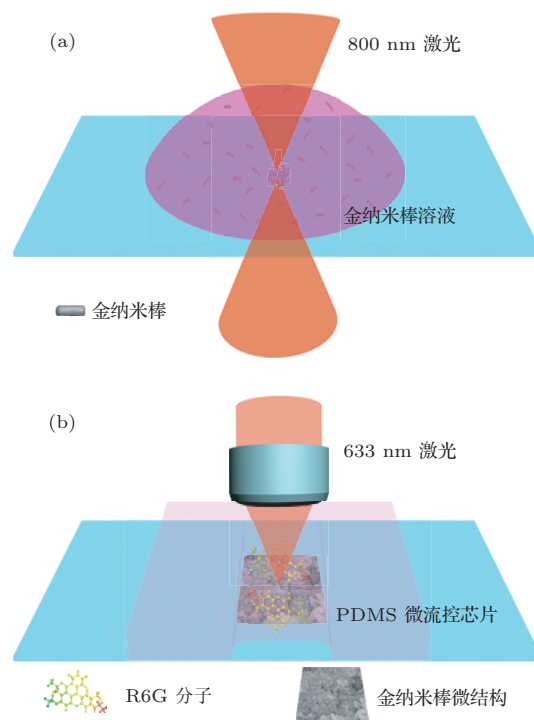 (a)
800 nm 激光
金纳米棒溶液
金纳米棒
(b)
633 nm 激光
PDMS 微流控芯片
R6G 分子
金纳米棒微结构